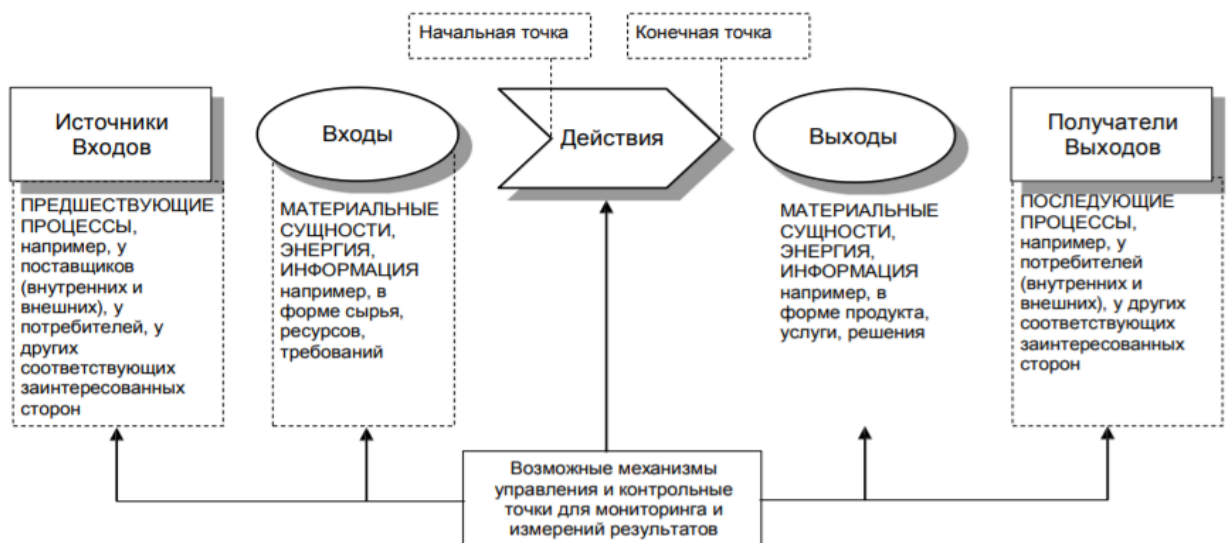 Начальная точка
Конечная точка
Источники
Входов
Входы
Действия
Выходы
Получатели
Выходов
ПРЕДШЕСТВУЮЩИЕ
ПРОЦЕССЫ,
например, у
поставщиков
(внутренних и
внешних), у
потребителей, у
других
соответствующих
заинтересованных
сторон
МАТЕРИАЛЬНЫЕ
СУЩНОСТИ,
ЭНЕРГИЯ,
ИНФОРМАЦИЯ
например, в
форме сырья,
ресурсов,
требований
МАТЕРИАЛЬНЫЕ
СУЩНОСТИ,
ЭНЕРГИЯ,
ИНФОРМАЦИЯ
например, в
форме продукта,
услуги, решения
ПОСЛЕДУЮЩИЕ
ПРОЦЕССЫ,
например, у
потребителей
(внутренних и
внешних), у других
соответствующих
заинтересованных
сторон
Возможные механизмы
управления и контрольные
точки для мониторинга и
измерений результатов